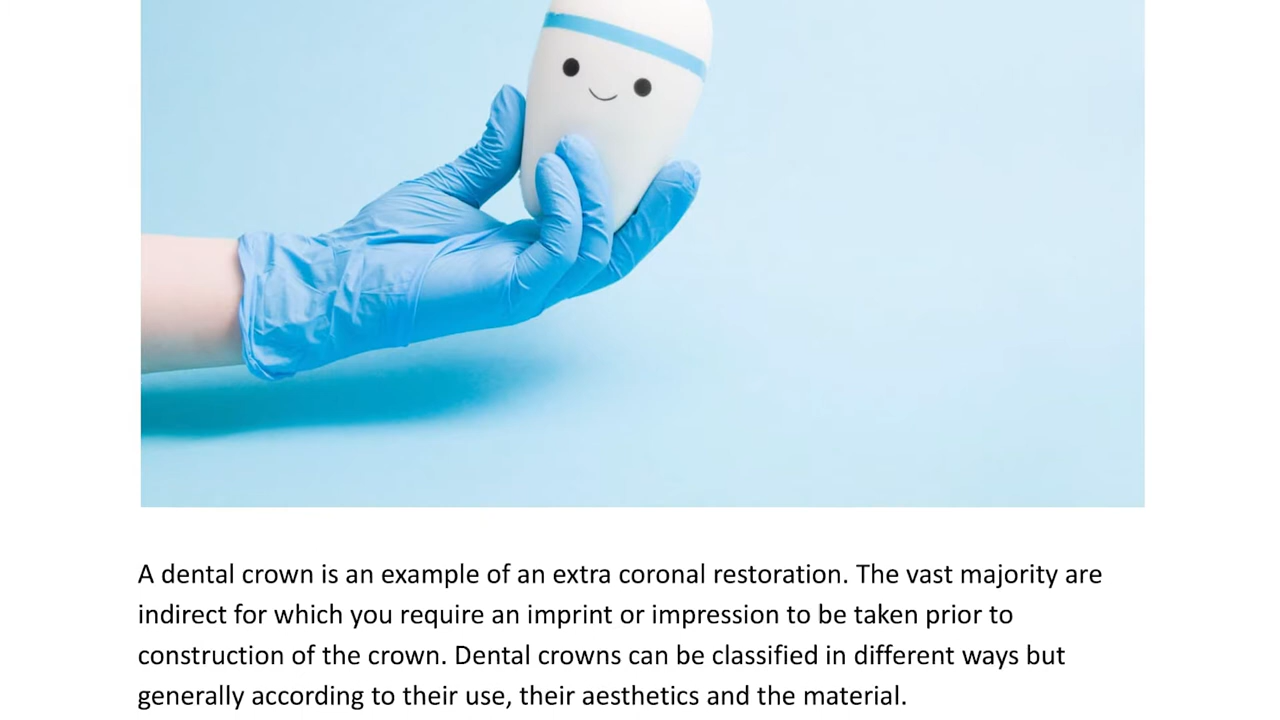 A dental crown is an example of an extra coronal restoration. The vast majority are
indirect for which you require an imprint or impression to be taken prior to
construction of the crown. Dental crowns can be classified in different ways but
generally according to their use, their aesthetics and the material.